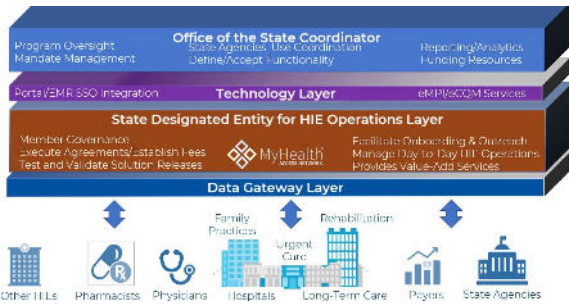 Office of the State Coordinator
Program Oversight
Mandate Management
State Agencies Use Coordination
Define/Accept Functionality
Reporting/Analytics
Funding Resources
Portal/EMR SSO Integration
Technology Layer
eMPI/eCQM Services
State Designated Entity for HIE Operations Layer
Member Governance
Execute Agreements/Establish Fees
Test and Validate Solution Releases
MyHealth
Facilitate Onboarding & Outreach
Manage Day-to-Day HIE Operations
Provides Value-Add Services
Data Gateway Layer
Family
Practices
Urgent
Care
Rehabilitation
Other HIEs
Pharmacists
Physicians
Hospitals
Long-Term Care
Payers
State Agencies